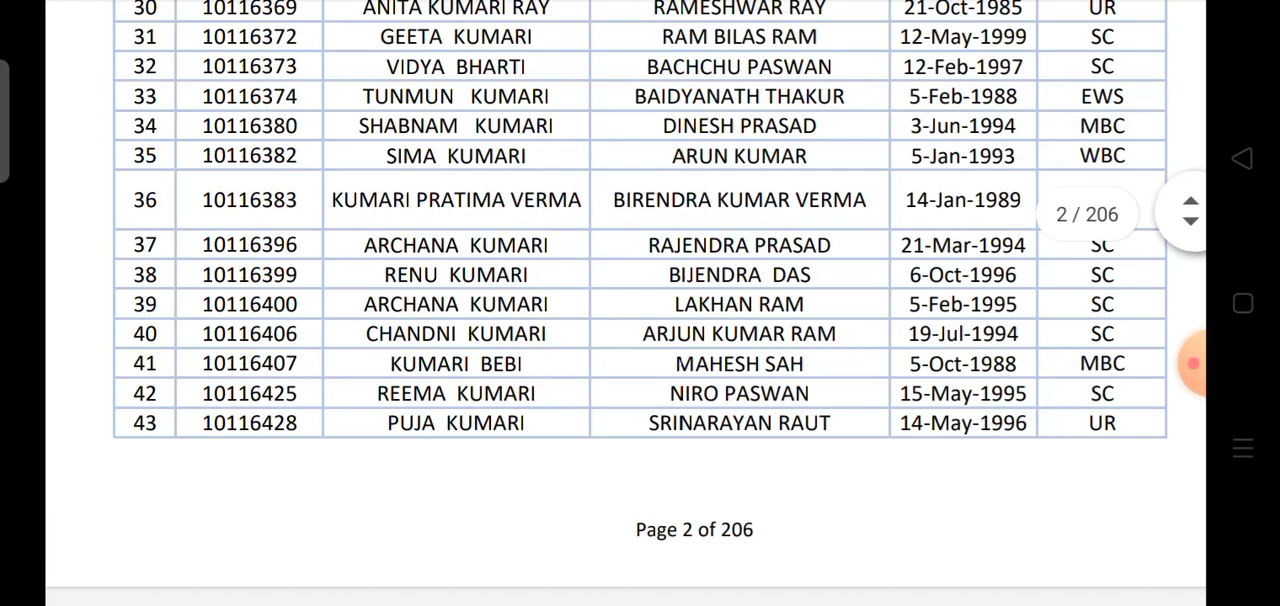 30 10116369 ANITA KUMARI RAY RAMESHWAR RAY 21-Oct-1985 UR
31 10116372 GEETA KUMARI RAM BILAS RAM 12-May-1999 SC
32 10116373 VIDYA BHARTI BACHCHU PASWAN 12-Feb-1997 SC
33 10116374 TUNMUN KUMARI BAIDYANATH THAKUR 5-Feb-1988 EWS
34 10116380 SHABNAM KUMARI DINESH PRASAD 3-Jun-1994 MBC
35 10116382 SIMA KUMARI ARUN KUMAR 5-Jan-1993 WBC
36 10116383 KUMARI PRATIMA VERMA BIRENDRA KUMAR VERMA 14-Jan-1989
2 / 206
37 10116396 ARCHANA KUMARI RAJENDRA PRASAD 21-Mar-1994 SC
38 10116399 RENU KUMARI BIJENDRA DAS 6-Oct-1996 SC
39 10116400 ARCHANA KUMARI LAKHAN RAM 5-Feb-1995 SC
40 10116406 CHANDNI KUMARI ARJUN KUMAR RAM 19-Jul-1994 SC
41 10116407 KUMARI BEBI MAHESH SAH 5-Oct-1988 MBC
42 10116425 REEMA KUMARI NIRO PASWAN 15-May-1995 SC
43 10116428 PUJA KUMARI SRINARAYAN RAUT 14-May-1996 UR
Page 2 of 206